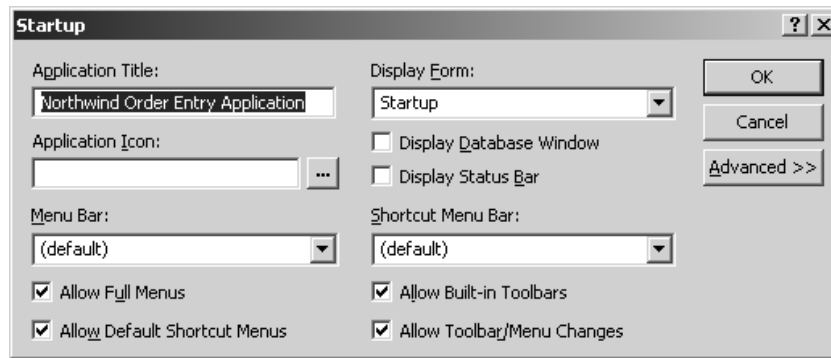 Startup
Application Title:
Northwind Order Entry Application
Application Icon:
...
Menu Bar:
(default)
Allow Full Menus
Allow Default Shortcut Menus
Display Form:
Startup
Display Database Window
Display Status Bar
Shortcut Menu Bar:
(default)
Allow Built-in Toolbars
Allow Toolbar/Menu Changes
OK
Cancel
Advanced >>